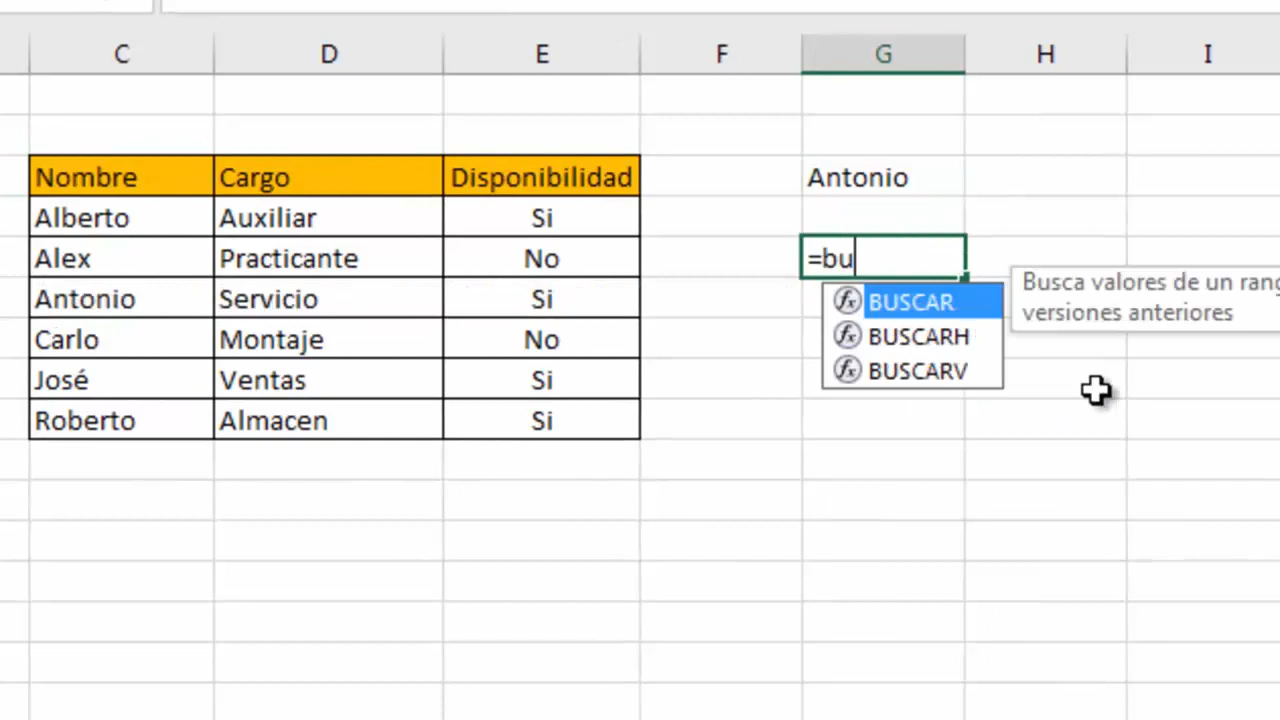 C D E F G H I
Nombre Cargo Disponibilidad Antonio
Alberto Auxiliar Si
Alex Practicante No =bu
Antonio Servicio Si
Carlo Montaje No
José Ventas Si
Roberto Almacen Si
BUSCAR
BUSCARH
BUSCARV
Busca valores de un rang
versiones anteriores